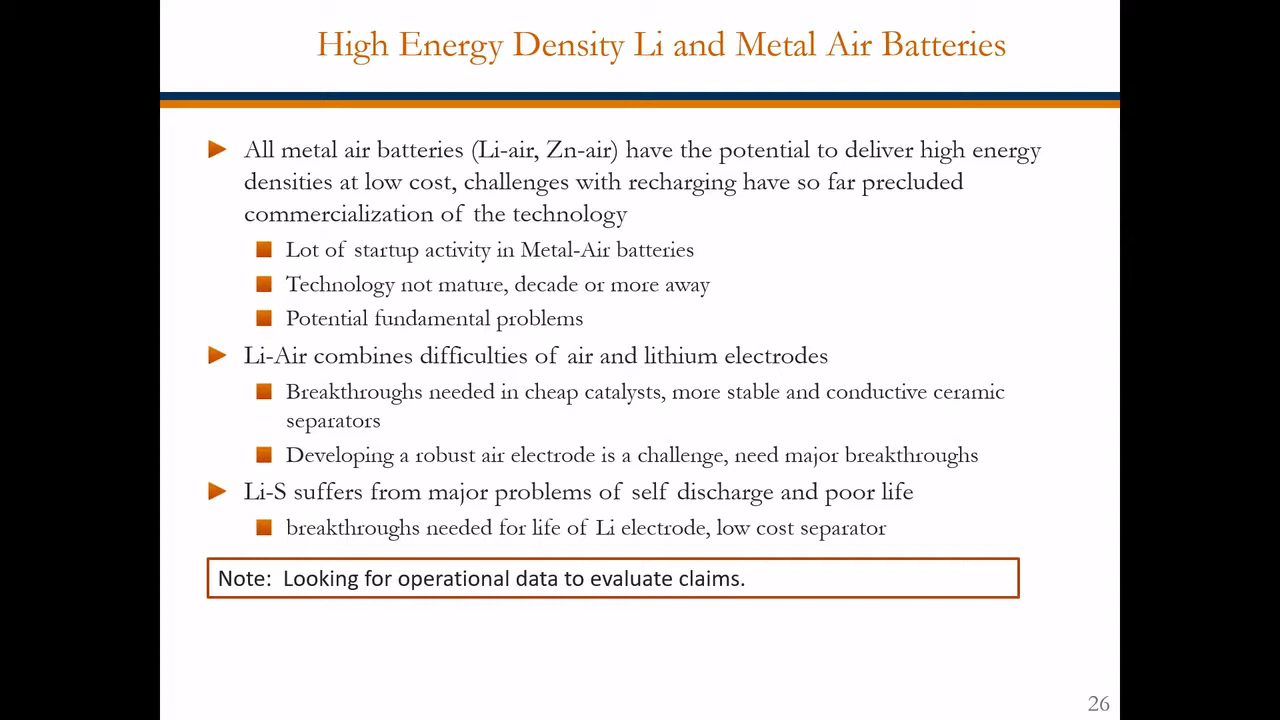 High Energy Density Li and Metal Air Batteries
All metal air batteries (Li-air, Zn-air) have the potential to deliver high energy
densities at low cost, challenges with recharging have so far precluded
commercialization of the technology
Lot of startup activity in Metal-Air batteries
Technology not mature, decade or more away
Potential fundamental problems
Li-Air combines difficulties of air and lithium electrodes
Breakthroughs needed in cheap catalysts, more stable and conductive ceramic
separators
Developing a robust air electrode is a challenge, need major breakthroughs
Li-S suffers from major problems of self discharge and poor life
breakthroughs needed for life of Li electrode, low cost separator
Note: Looking for operational data to evaluate claims.
26